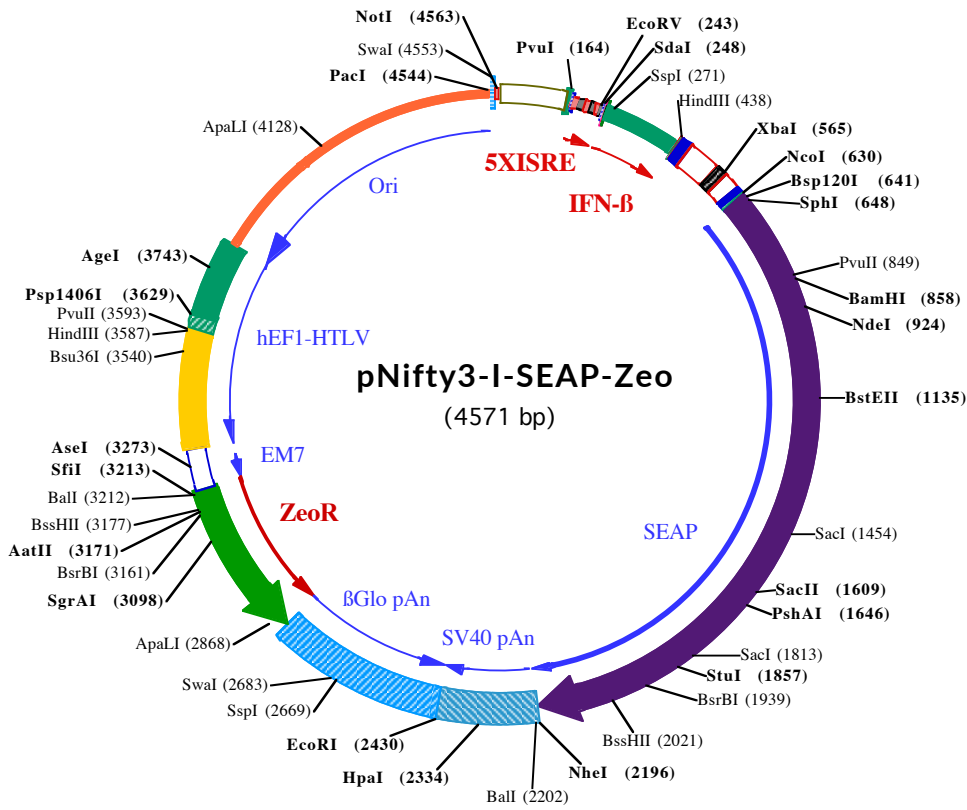 NotI (4563)
SwaI (4553)
PacI (4544)
ApaLI (4128)
PvuI (164)
EcoRV (243)
SdaI (248)
SspI (271)
HindIII (438)
XbaI (565)
NcoI (630)
Bsp120I (641)
SphI (648)
5XISRE
IFN-ß
Ori
PvuII (849)
BamHI (858)
NdeI (924)
BstEII (1135)
AgeI (3743)
Psp1406I (3629)
PvuII (3593)
HindIII (3587)
Bsu36I (3540)
hEF1-HTLV
pNifty3-I-SEAP-Zeo
(4571 bp)
EM7
ZeoR
SEAP
AseI (3273)
SfiI (3213)
BalI (3212)
BssHII (3177)
AatII (3171)
BsrBI (3161)
SgrAI (3098)
ApaLI (2868)
SacI (1454)
SacII (1609)
PshAI (1646)
SacI (1813)
StuI (1857)
BsrBI (1939)
BssHII (2021)
ßGlo pAn
SV40 pAn
SwaI (2683)
SspI (2669)
EcoRI (2430)
HpaI (2334)
NheI (2196)
BalI (2202)